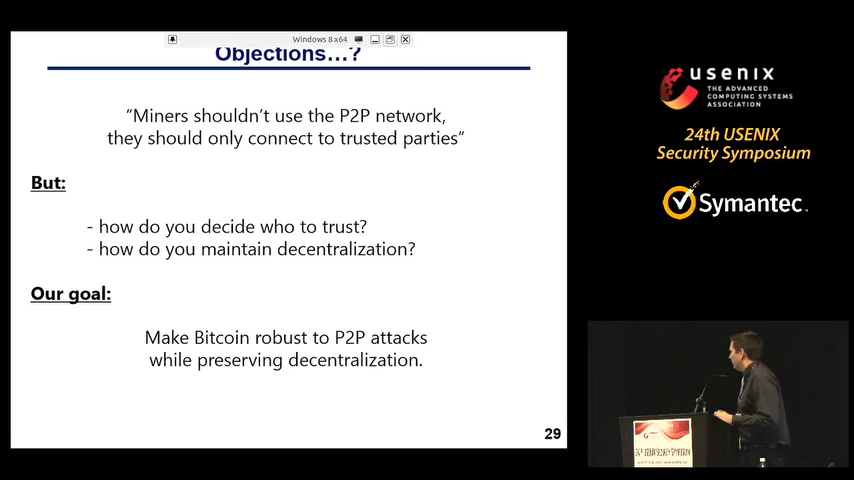 Windows 8 x64
Objections…?
“Miners shouldn’t use the P2P network,
they should only connect to trusted parties”
But:
- how do you decide who to trust?
- how do you maintain decentralization?
Our goal:
Make Bitcoin robust to P2P attacks
while preserving decentralization.
29
usenix
THE ADVANCED
COMPUTING SYSTEMS
ASSOCIATION
24th USENIX
Security Symposium
Symantec.